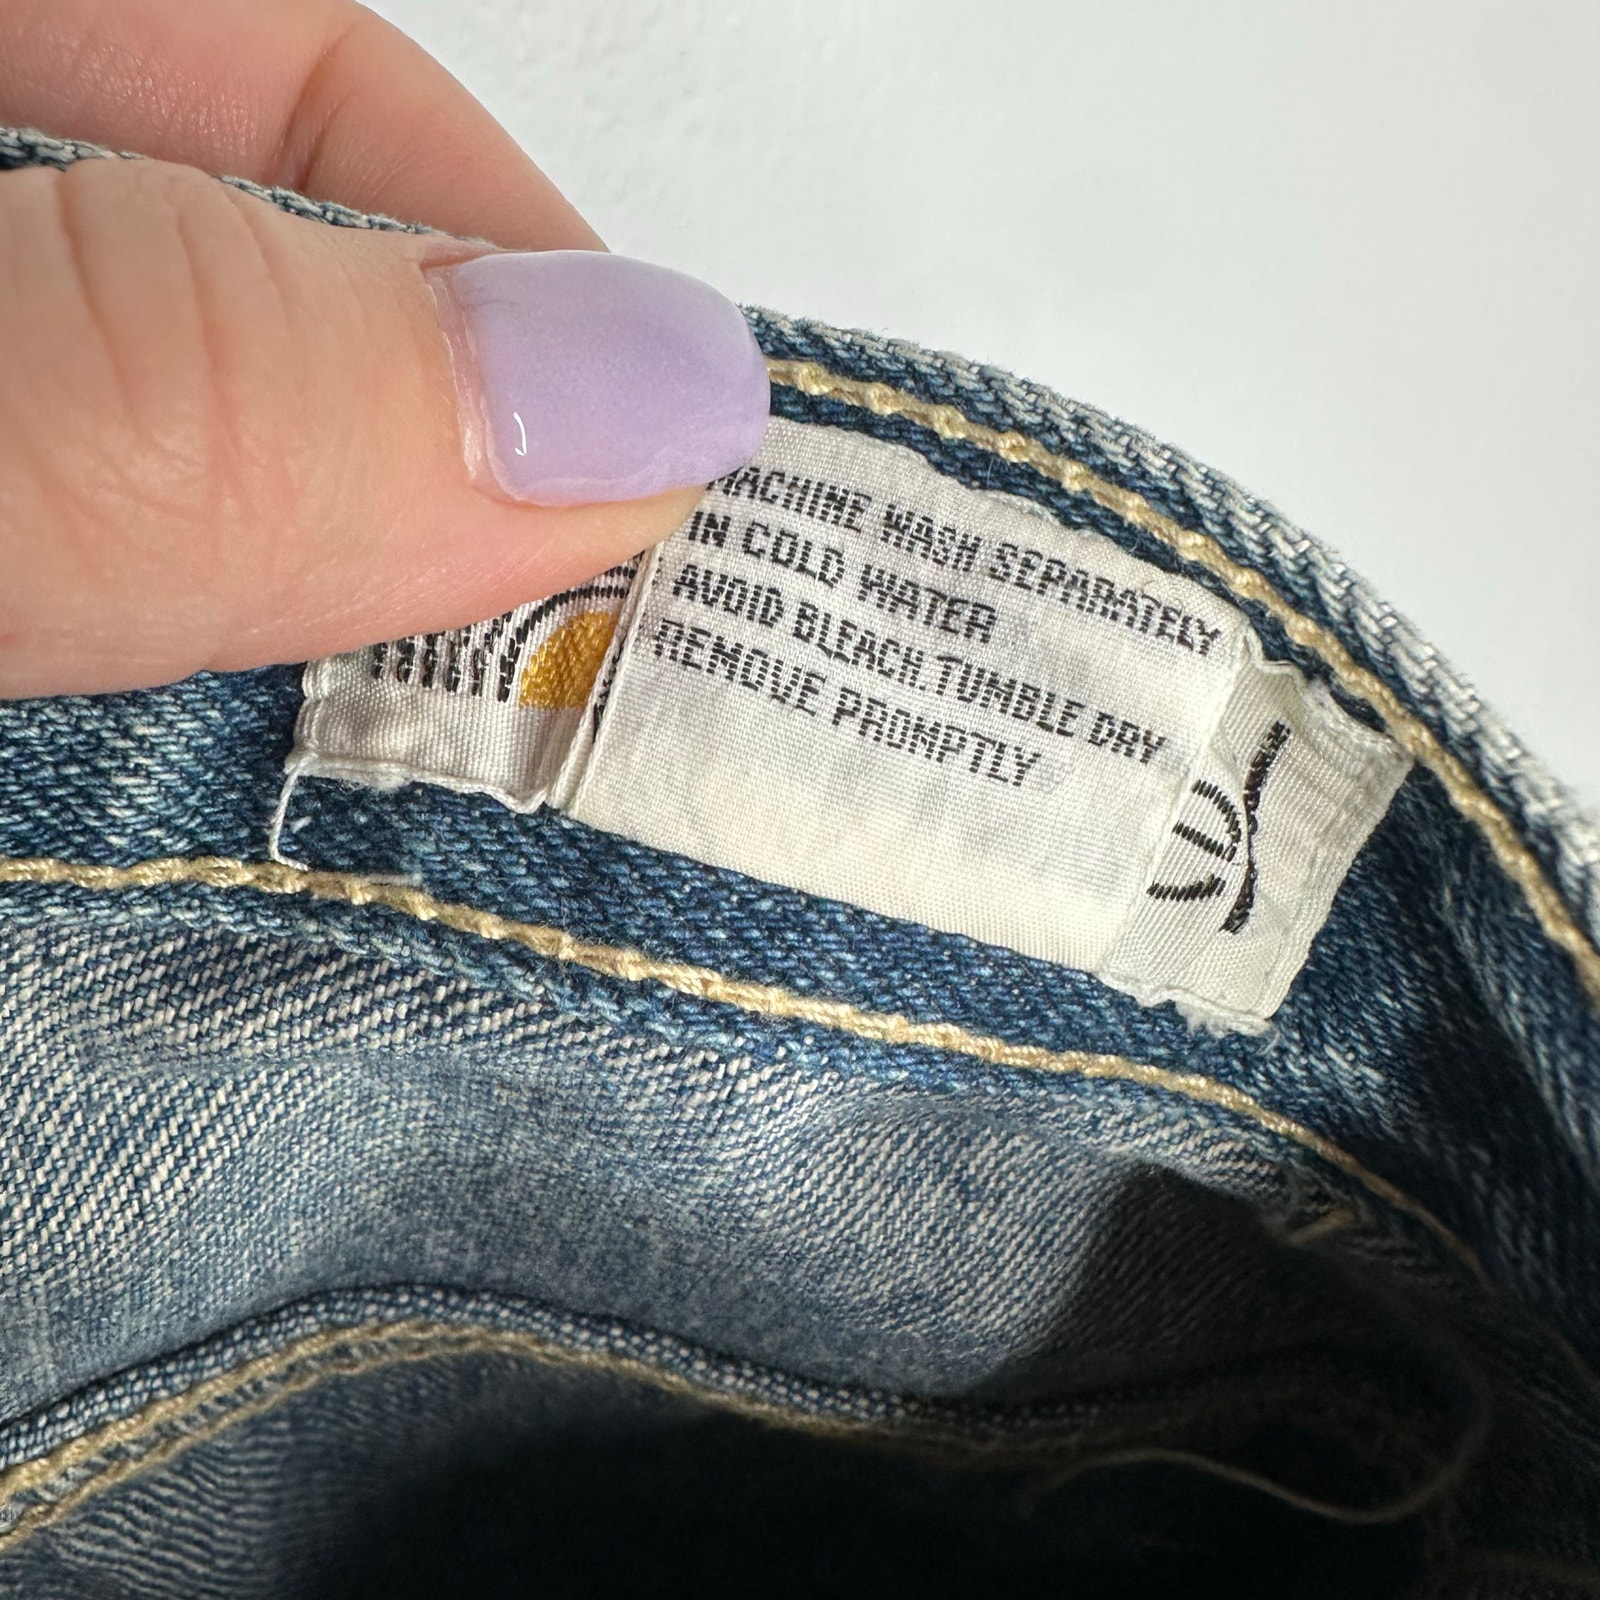 MACHINE WASH SEPARATELY
IN COLD WATER
AVOID BLEACH.TUMBLE DRY
REMOVE PROMPTLY